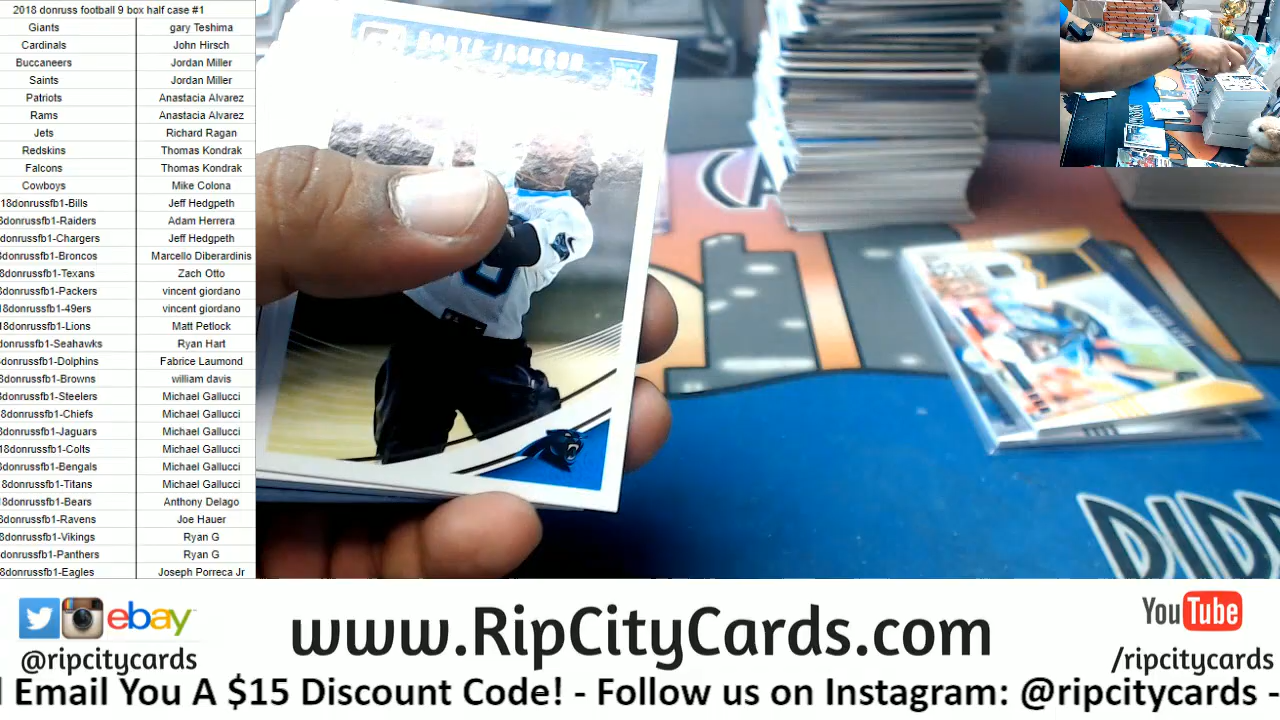 2018 donruss football 9 box half case #1
Giants gary Teshima
Cardinals John Hirsch
Buccaneers Jordan Miller
Saints Jordan Miller
Patriots Anastacia Alvarez
Rams Anastacia Alvarez
Jets Richard Ragan
Redskins Thomas Kondrak
Falcons Thomas Kondrak
Cowboys Mike Colona
18donrussfb1-Bills Jeff Hedgpeth
8donrussfb1-Raiders Adam Herrera
donrussfb1-Chargers Jeff Hedgpeth
8donrussfb1-Broncos Marcello Diberardinis
8donrussfb1-Texans Zach Otto
8donrussfb1-Packers vincent giordano
18donrussfb1-49ers vincent giordano
18donrussfb1-Lions Matt Petlock
donrussfb1-Seahawks Ryan Hart
8donrussfb1-Dolphins Fabrice Laumond
8donrussfb1-Browns william davis
8donrussfb1-Steelers Michael Gallucci
8donrussfb1-Chiefs Michael Gallucci
8donrussfb1-Jaguars Michael Gallucci
18donrussfb1-Colts Michael Gallucci
8donrussfb1-Bengals Michael Gallucci
18donrussfb1-Titans Michael Gallucci
18donrussfb1-Bears Anthony Delago
8donrussfb1-Ravens Joe Hauer
8donrussfb1-Vikings Ryan G
donrussfb1-Panthers Ryan G
8donrussfb1-Eagles Joseph Porreca Jr
JACKSON
CA
RIPP
ebay
@ripcitycards
www.RipCityCards.com
YouTube
/ripcitycards
l Email You A $15 Discount Code! - Follow us on Instagram: @ripcitycards -